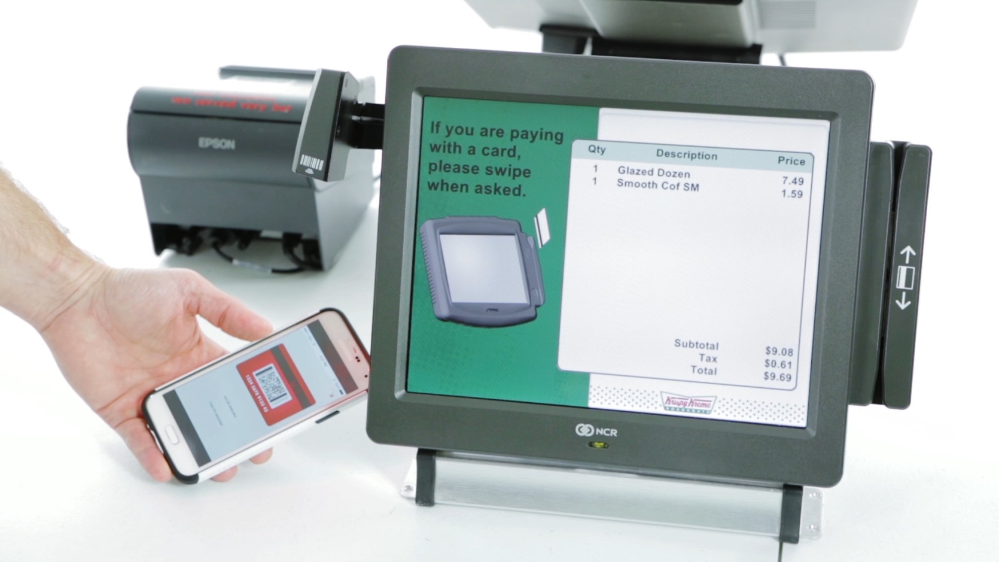 EPSON
If you are paying
with a card,
please swipe
when asked.
Qty Description Price
1 Glazed Dozen 7.49
1 Smooth Cof SM 1.59
Subtotal $9.08
Tax $0.61
Total $9.69
Krispy Kreme
DOUGHNUTS
NCR